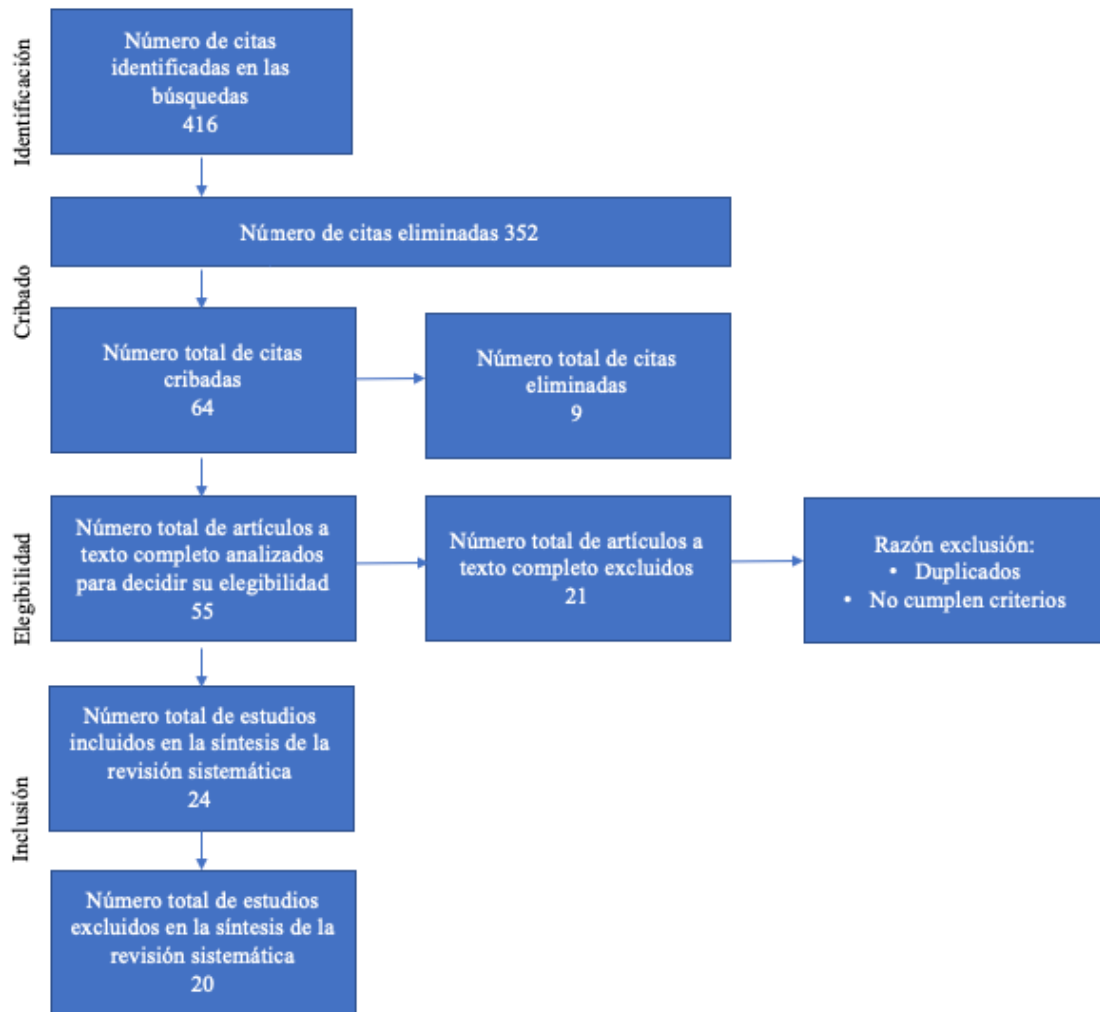 Identificación
Número de citas
identificadas en las
búsquedas
416
Número de citas eliminadas 352
Cribado
Número total de citas
cribadas
64
Número total de citas
eliminadas
9
Elegibilidad
Número total de artículos a
texto completo analizados
para decidir su elegibilidad
55
Número total de artículos a
texto completo excluidos
21
Razón exclusión:
• Duplicados
• No cumplen criterios
Inclusión
Número total de estudios
incluidos en la síntesis de la
revisión sistemática
24
Número total de estudios
excluidos en la síntesis de la
revisión sistemática
20